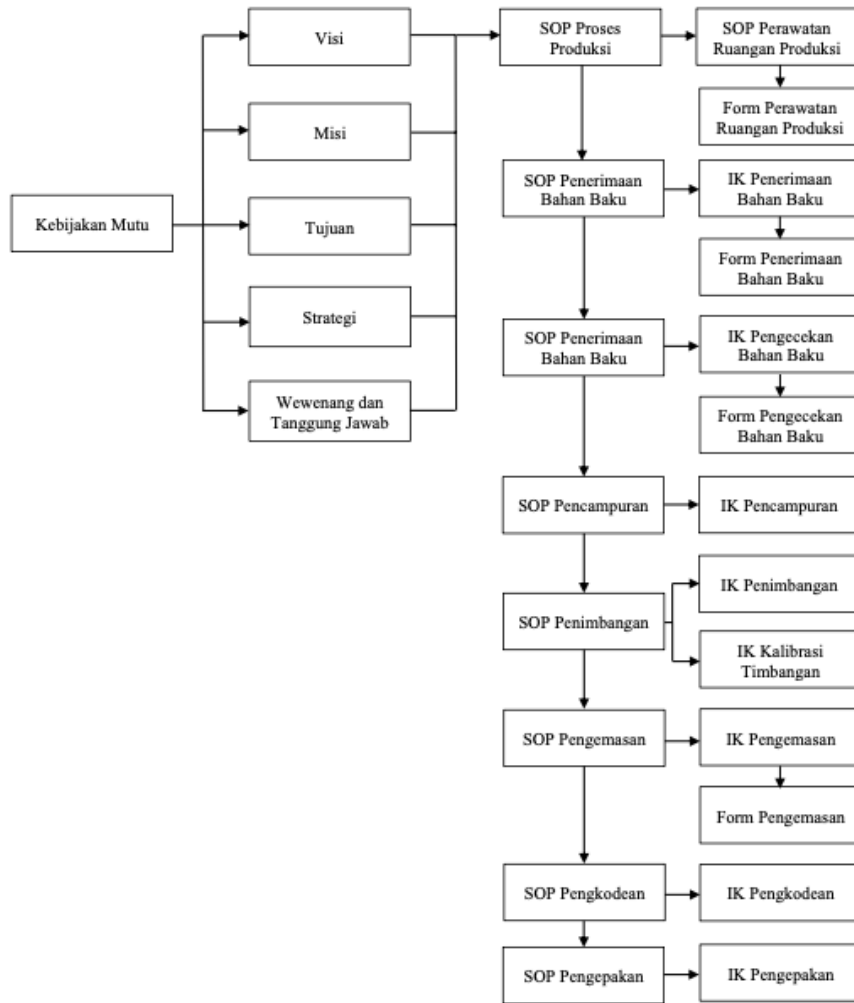 Visi
SOP Proses
Produksi
SOP Perawatan
Ruangan Produksi
Form Perawatan
Ruangan Produksi
Misi
SOP Penerimaan
Bahan Baku
IK Penerimaan
Bahan Baku
Kebijakan Mutu
Tujuan
Form Penerimaan
Bahan Baku
Strategi
SOP Penerimaan
Bahan Baku
IK Pengecekan
Bahan Baku
Wewenang dan
Tanggung Jawab
Form Pengecekan
Bahan Baku
SOP Pencampuran
IK Pencampuran
IK Penimbangan
SOP Penimbangan
IK Kalibrasi
Timbangan
SOP Pengemasan
IK Pengemasan
Form Pengemasan
SOP Pengkodean
IK Pengkodean
SOP Pengepakan
IK Pengepakan